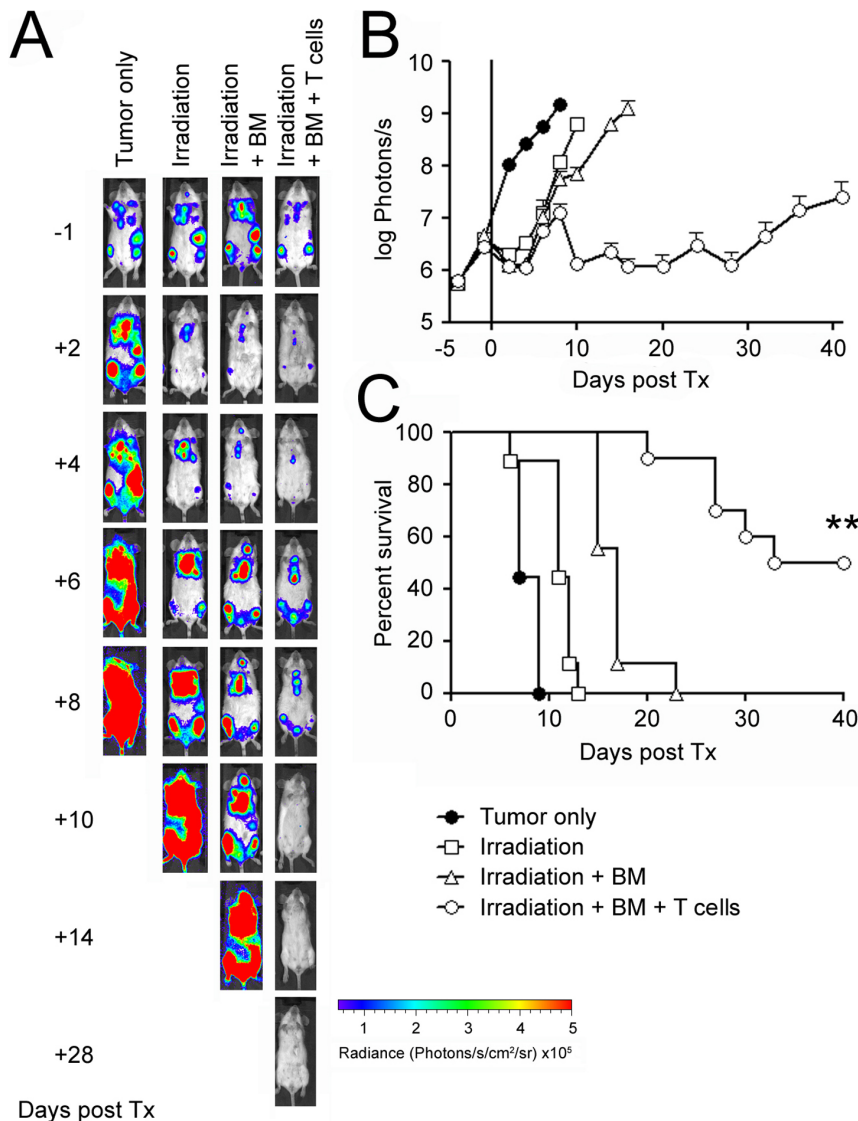 A
Tumor only
Irradiation
Irradiation
+ BM
Irradiation
+ BM + T cells
-1
+2
+4
+6
+8
+10
+14
+28
Days post Tx
1 2 3 4 5
Radiance (Photons/s/cm²/sr) x10⁵
B
log Photons/s
10
9
8
7
6
5
-5 0 10 20 30 40
Days post Tx
C
Percent survival
100
80
60
40
20
0
**
0 10 20 30 40
Days post Tx
Tumor only
Irradiation
Irradiation + BM
Irradiation + BM + T cells